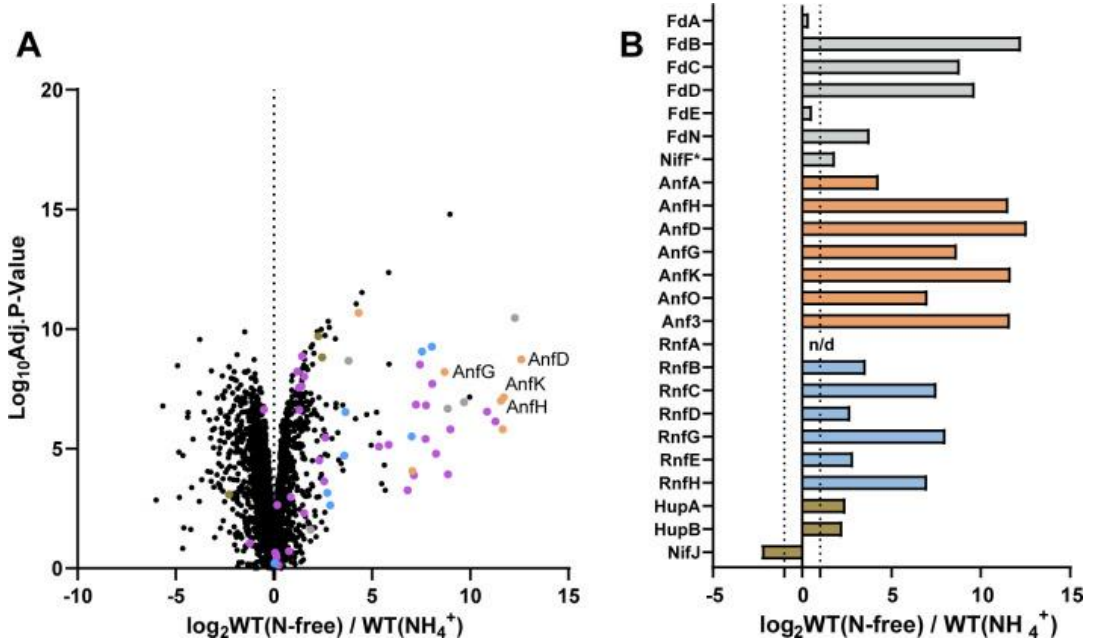 A
20
15
10
5
0
-10
-5
0
5
10
15
Log₁₀Adj.P-Value
log₂WT(N-free) / WT(NH₄⁺)
AnfG
AnfD
AnfK
AnfH
B
FdA
FdB
FdC
FdD
FdE
FdN
NifF*
AnfA
AnfH
AnfD
AnfG
AnfK
AnfO
Anf3
RnfA
n/d
RnfB
RnfC
RnfD
RnfG
RnfE
RnfH
HupA
HupB
NifJ
-5
0
5
10
15
log₂WT(N-free) / WT(NH₄⁺)